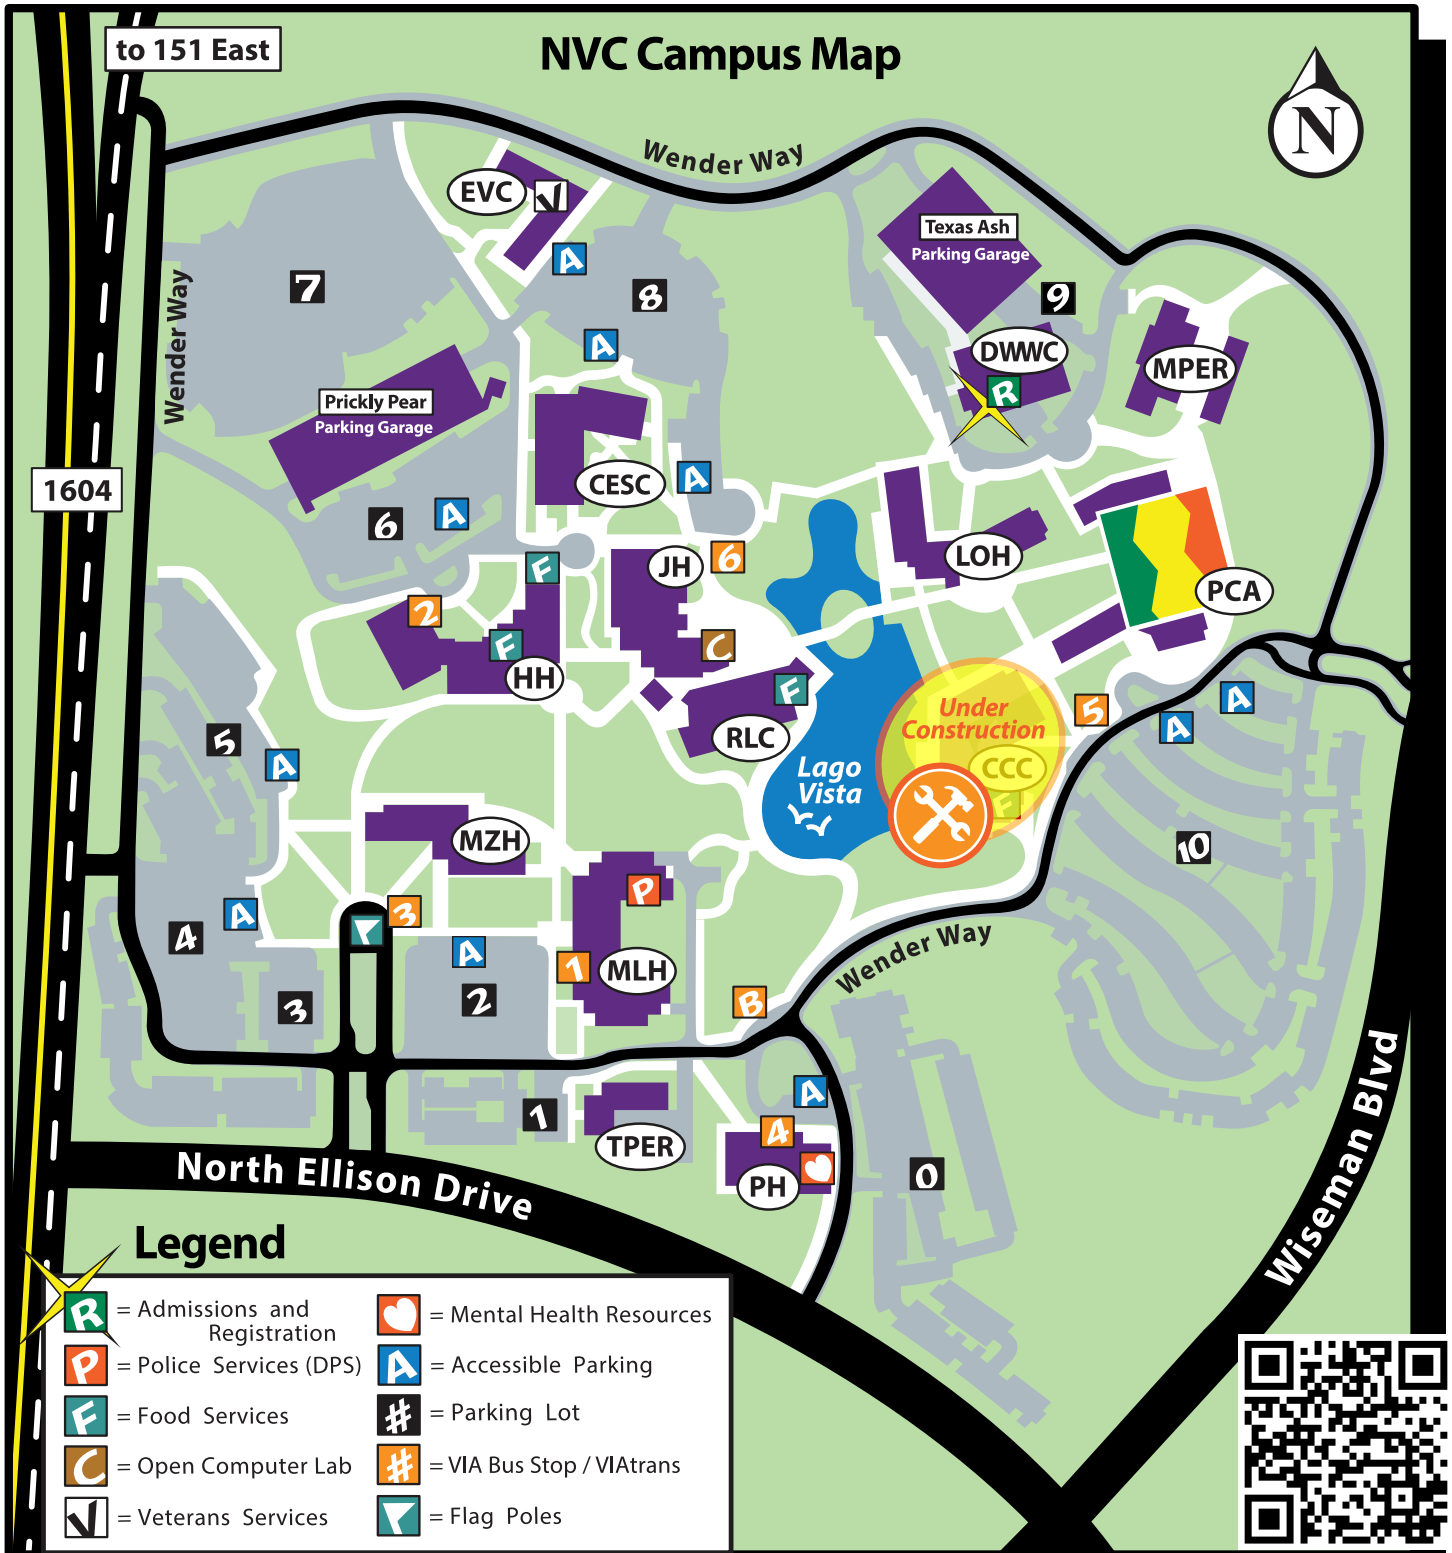 to 151 East
NVC Campus Map
N
Wender Way
EVC
V
A
Texas Ash
Parking Garage
7
8
9
Wender Way
A
DWWC
MPER
R
Prickly Pear
Parking Garage
1604
CESC
A
6
A
LOH
JH
6
F
PCA
2
F
C
HH
F
5
A
A
Under
Construction
RLC
5
A
Lago
Vista
CCC
F
MZH
10
P
3
A
4
A
Wender Way
1
MLH
2
3
B
A
1
4
TPER
PH
0
North Ellison Drive
Wiseman Blvd
Legend
R = Admissions and
Registration
P = Police Services (DPS)
F = Food Services
C = Open Computer Lab
V = Veterans Services
= Mental Health Resources
A = Accessible Parking
# = Parking Lot
# = VIA Bus Stop / VIAtrans
= Flag Poles